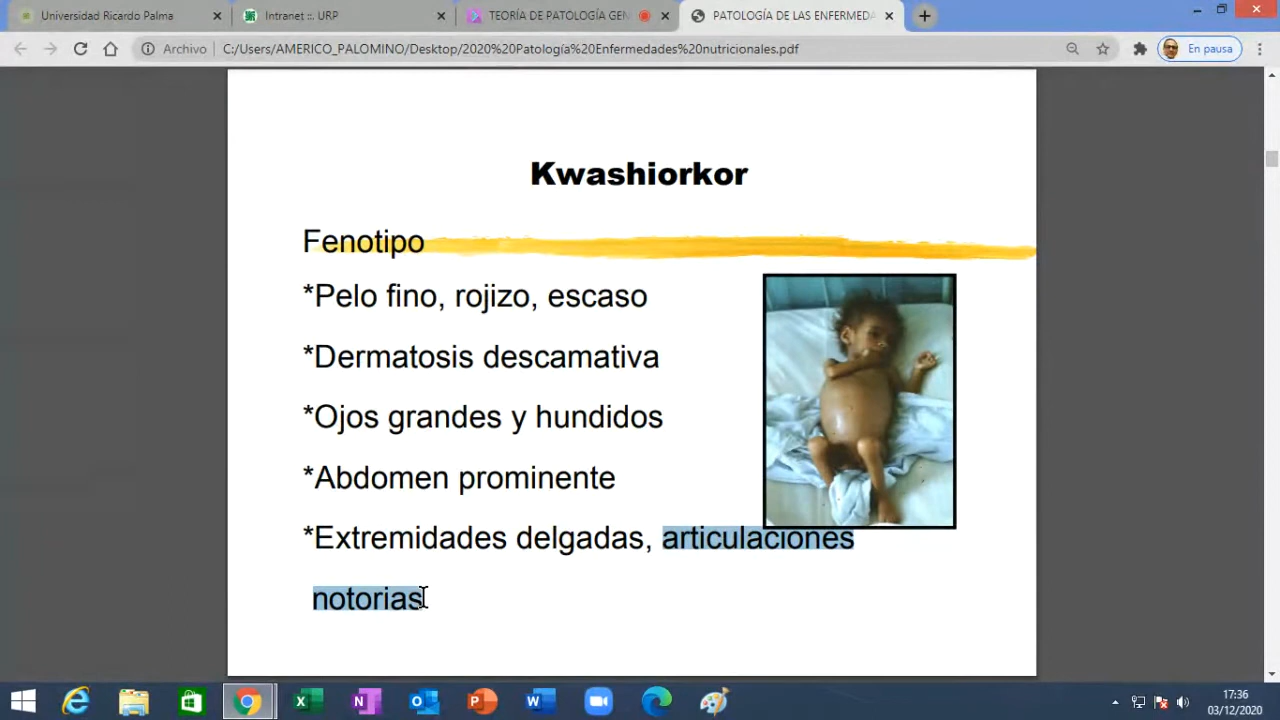 Universidad Ricardo Palma
Intranet ::. URP
TEORÍA DE PATOLOGÍA GEN
PATOLOGÍA DE LAS ENFERMEDA
Archivo
C:/Users/AMERICO_PALOMINO/Desktop/2020%20Patología%20Enfermedades%20nutricionales.pdf
En pausa
Kwashiorkor
Fenotipo
*Pelo fino, rojizo, escaso
*Dermatosis descamativa
*Ojos grandes y hundidos
*Abdomen prominente
*Extremidades delgadas, articulaciones
notorias
17:36
03/12/2020